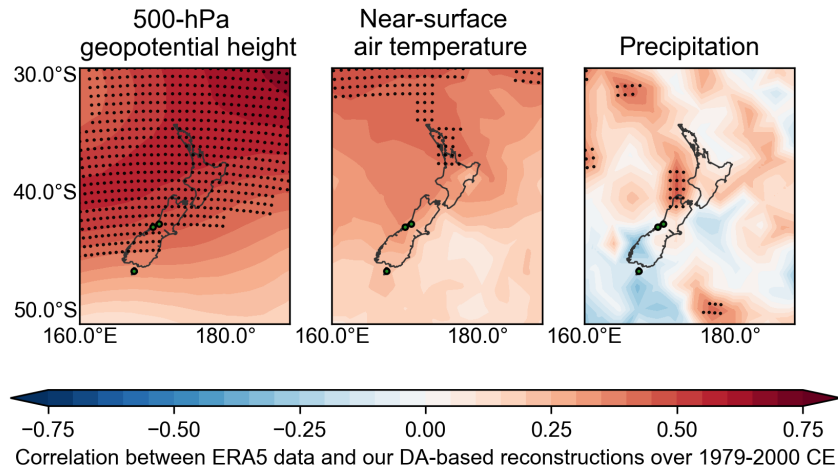 500-hPa
geopotential height
Near-surface
air temperature
Precipitation
30.0°S
40.0°S
50.0°S
160.0°E 180.0° 160.0°E 180.0° 160.0°E 180.0°
−0.75 −0.50 −0.25 0.00 0.25 0.50 0.75
Correlation between ERA5 data and our DA-based reconstructions over 1979-2000 CE